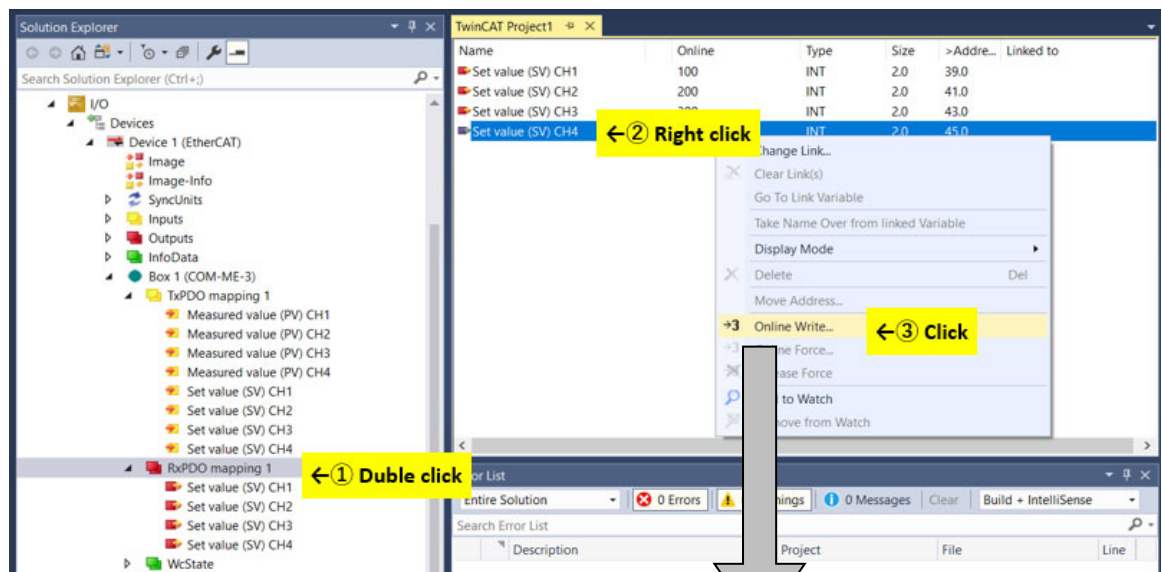 Solution Explorer
Search Solution Explorer (Ctrl+;)
I/O
Devices
Device 1 (EtherCAT)
Image
Image-Info
SyncUnits
Inputs
Outputs
InfoData
Box 1 (COM-ME-3)
TxPDO mapping 1
Measured value (PV) CH1
Measured value (PV) CH2
Measured value (PV) CH3
Measured value (PV) CH4
Set value (SV) CH1
Set value (SV) CH2
Set value (SV) CH3
Set value (SV) CH4
RxPDO mapping 1
←① Duble click
Set value (SV) CH1
Set value (SV) CH2
Set value (SV) CH3
Set value (SV) CH4
WcState
TwinCAT Project1
Name Online Type Size >Addre... Linked to
Set value (SV) CH1 100 INT 2.0 39.0
Set value (SV) CH2 200 INT 2.0 41.0
Set value (SV) CH3 INT 2.0 43.0
Set value (SV) CH4 INT 2.0 45.0
←② Right click
Change Link...
Clear Link(s)
Go To Link Variable
Take Name Over from linked Variable
Display Mode
Delete Del
Move Address...
→3 Online Write...
←③ Click
→3 Force...
Force
to Watch
from Watch
List
Entire Solution 0 Errors 0 Messages Clear Build + IntelliSense
Search Error List
Description Project File Line